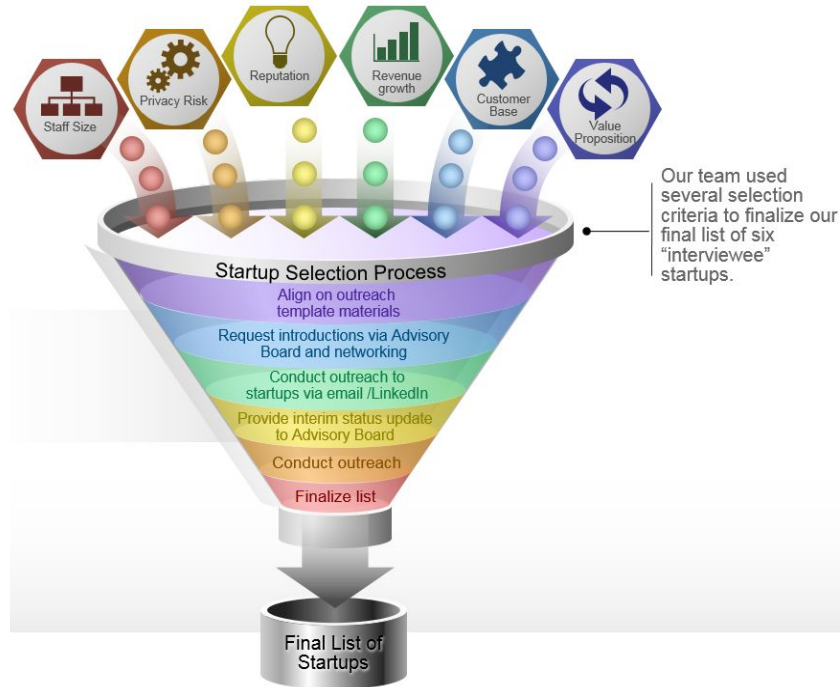 Staff Size
Privacy Risk
Reputation
Revenue
growth
Customer
Base
Value
Proposition
Our team used
several selection
criteria to finalize our
final list of six
“interviewee”
startups.
Startup Selection Process
Align on outreach
template materials
Request introductions via Advisory
Board and networking
Conduct outreach to
startups via email /LinkedIn
Provide interim status update
to Advisory Board
Conduct outreach
Finalize list
Final List of
Startups